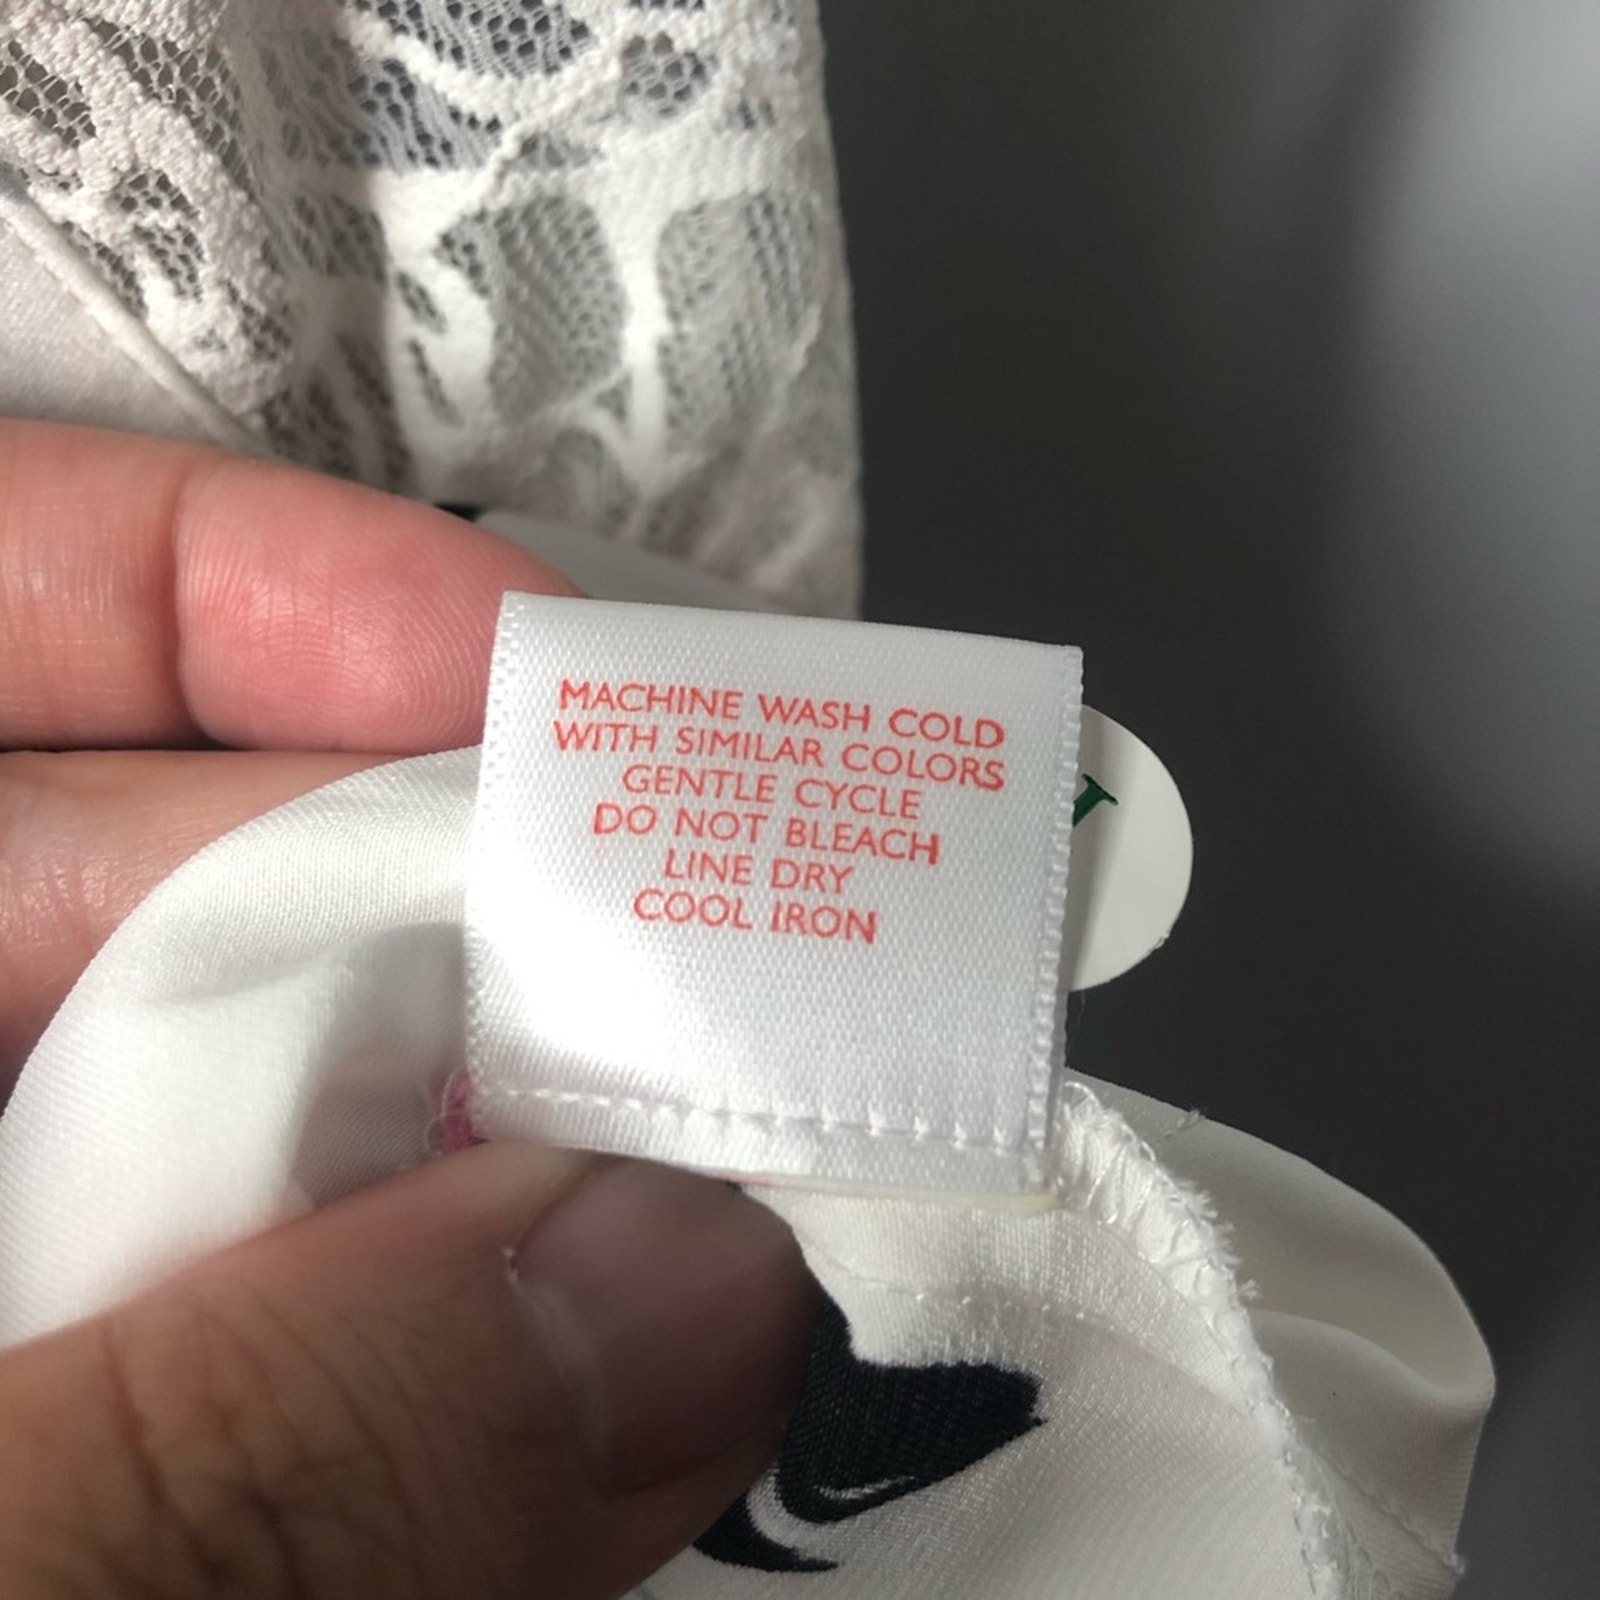 MACHINE WASH COLD
WITH SIMILAR COLORS
GENTLE CYCLE
DO NOT BLEACH
LINE DRY
COOL IRON